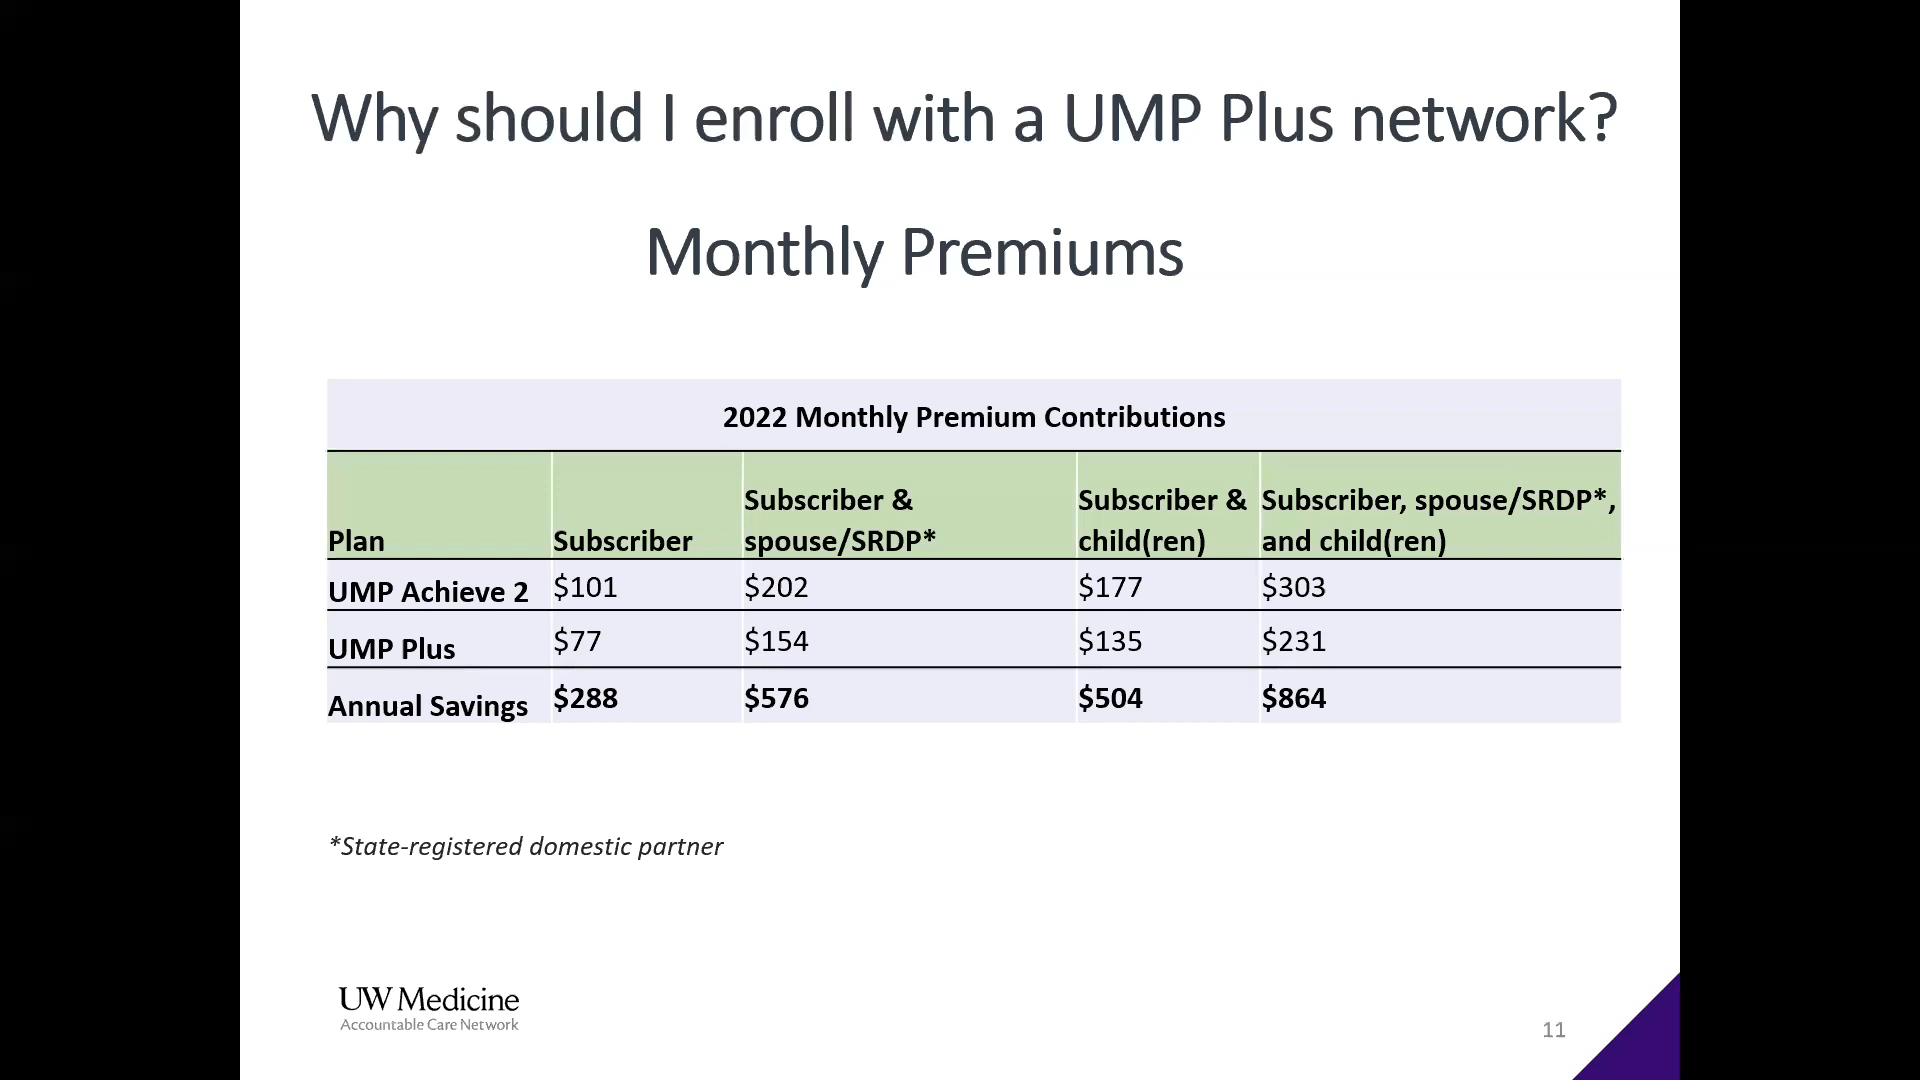 Why should I enroll with a UMP Plus network?
Monthly Premiums
2022 Monthly Premium Contributions
Plan Subscriber Subscriber & spouse/SRDP* Subscriber & child(ren) Subscriber, spouse/SRDP*, and child(ren)
UMP Achieve 2 $101 $202 $177 $303
UMP Plus $77 $154 $135 $231
Annual Savings $288 $576 $504 $864
*State-registered domestic partner
UW Medicine
Accountable Care Network
11